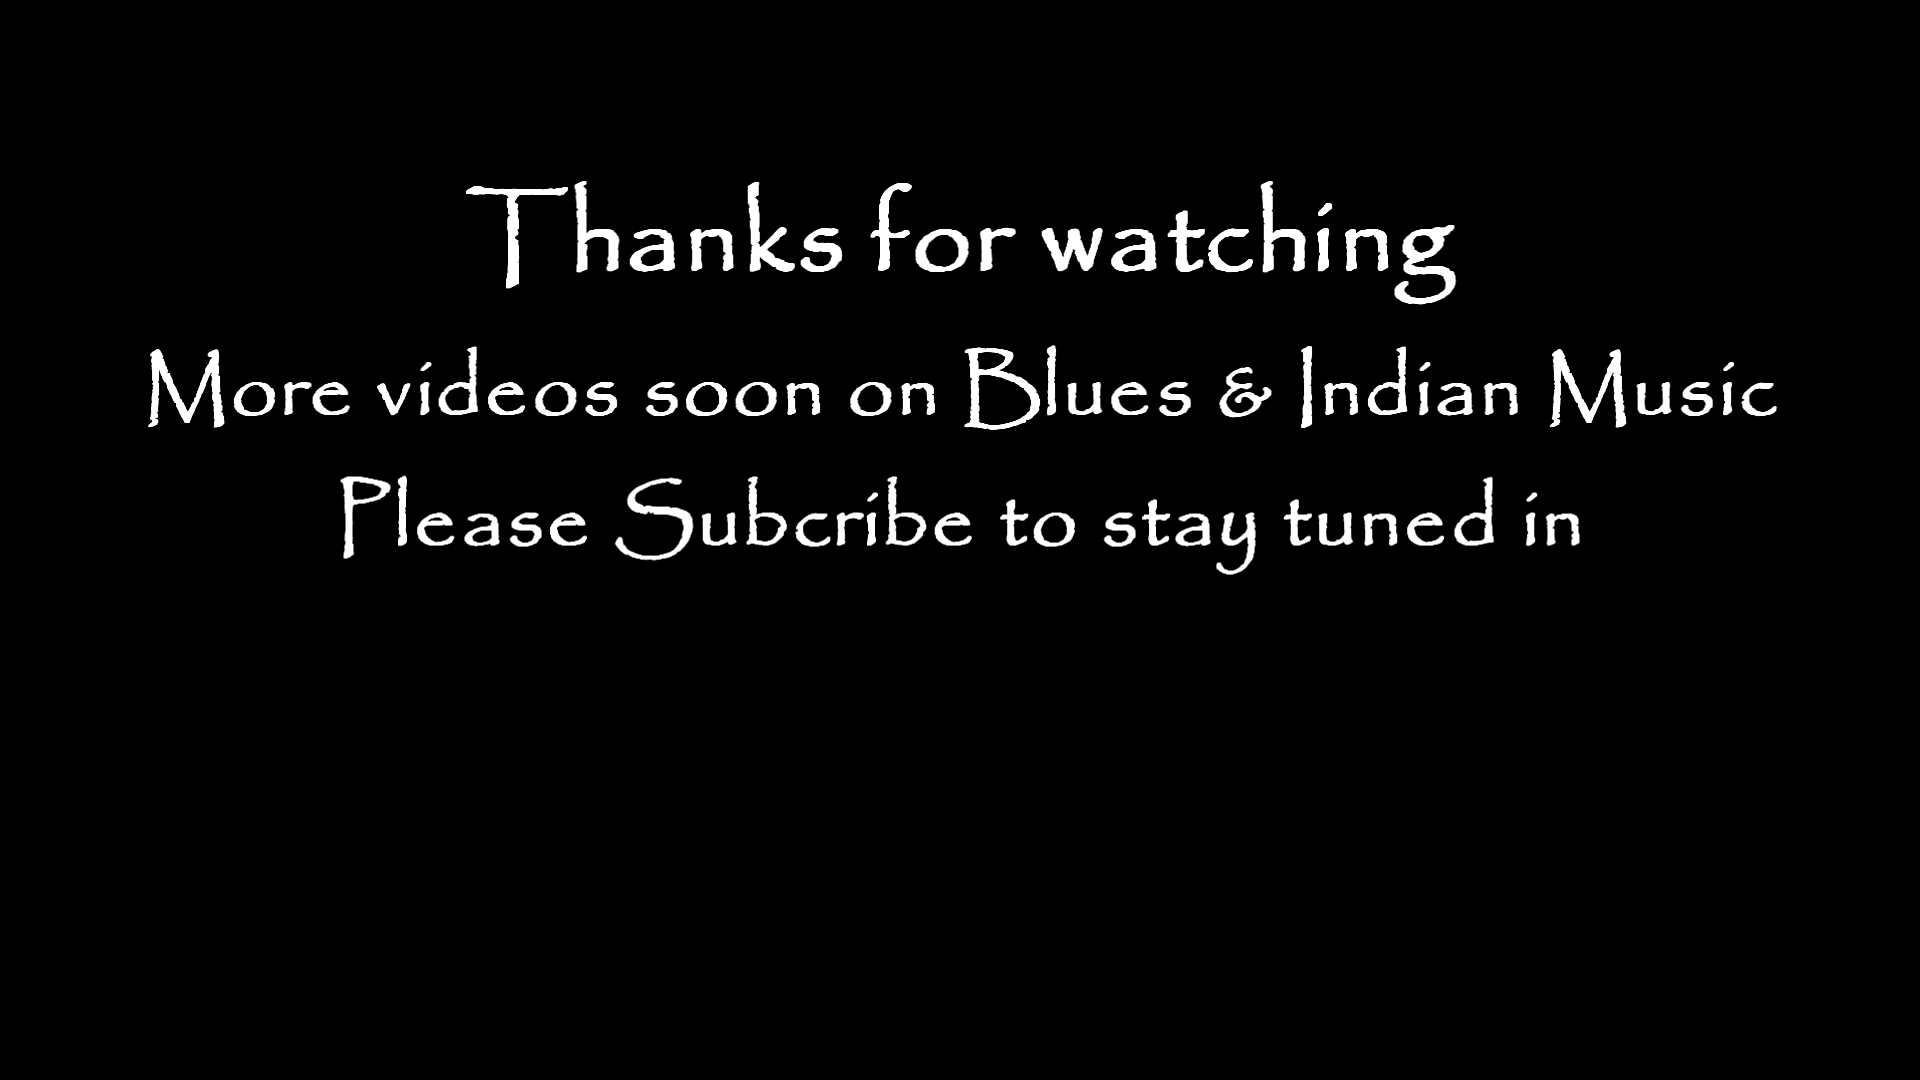 Thanks for watching
More videos soon on Blues & Indian Music
Please Subcribe to stay tuned in